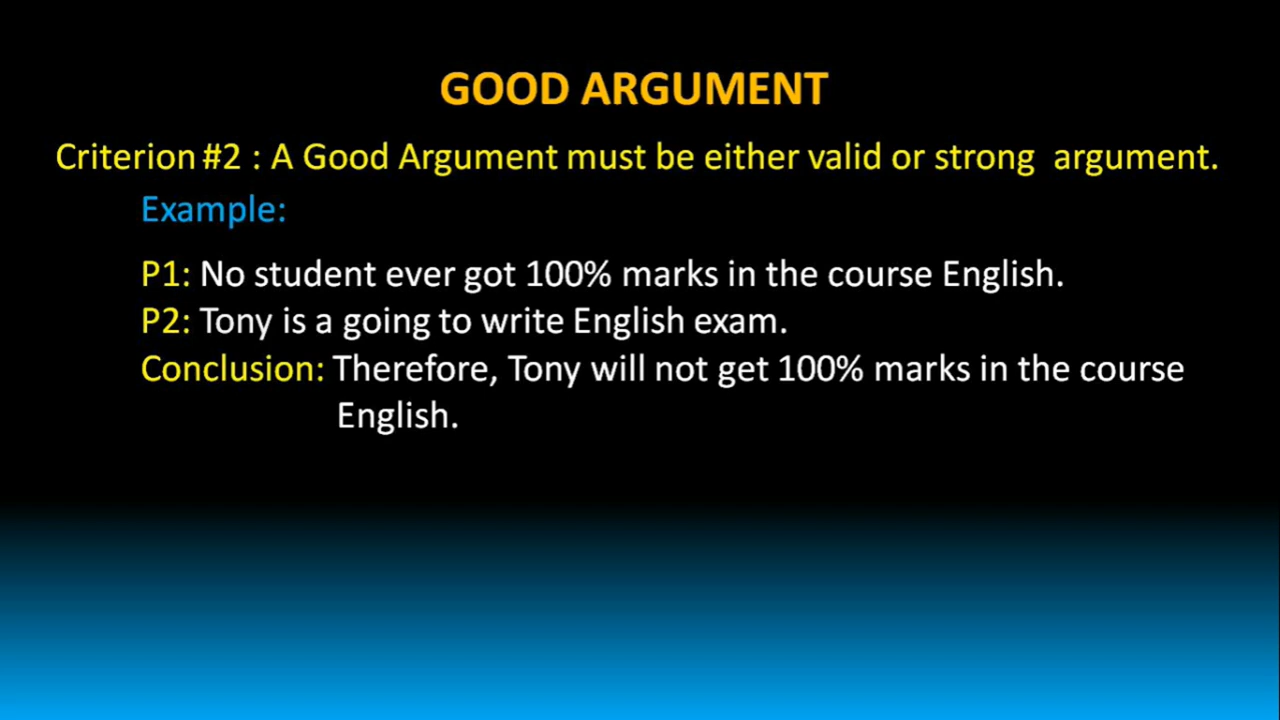 GOOD ARGUMENT
Criterion #2 : A Good Argument must be either valid or strong argument.
Example:
P1: No student ever got 100% marks in the course English.
P2: Tony is a going to write English exam.
Conclusion: Therefore, Tony will not get 100% marks in the course
English.